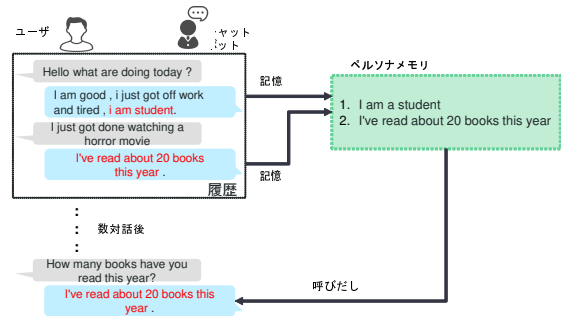 ユーザ
ャット
ボット
Hello what are doing today ?
I am good , i just got off work
and tired , i am student.
I just got done watching a
horror movie
I've read about 20 books
this year .
履歴
記憶
記憶
ペルソナメモリ
1. I am a student
2. I've read about 20 books this year
数対話後
How many books have you
read this year?
I've read about 20 books this
year .
呼びだし